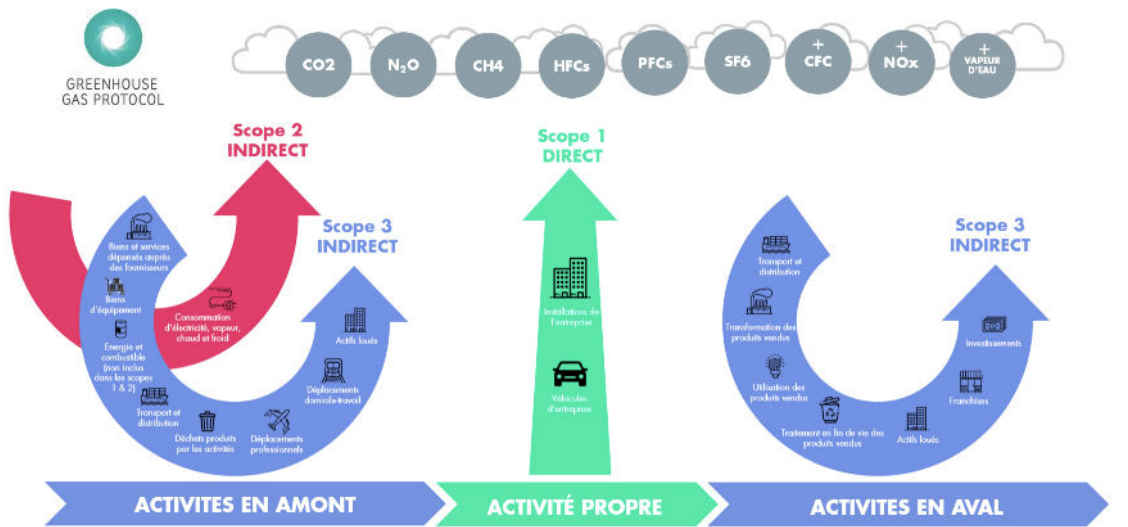 GREENHOUSE
GAS PROTOCOL
CO2
N₂O
CH4
HFCs
PFCs
SF6
+
CFC
+
NOx
+
VAPEUR
D'EAU
Scope 2
INDIRECT
Scope 1
DIRECT
Scope 3
INDIRECT
Scope 3
INDIRECT
Biens et services
dépensés auprès
des fournisseurs
Biens
d'équipement
Energie et
combustible
(non inclus
dans les scopes
1 & 2)
Transport et
distribution
Déchets produits
par les activités
Déplacements
professionnels
Déplacements
domicile-travail
Actifs loués
Consommation
d'électricité, vapeur,
chaud et froid
Installations de
l'entreprise
Véhicules
d'entreprise
Transport et
distribution
Transformation des
produits vendus
Utilisation des
produits vendus
Traitement en fin de vie des
produits vendus
Actifs loués
Franchises
Investissements
ACTIVITES EN AMONT
ACTIVITÉ PROPRE
ACTIVITES EN AVAL